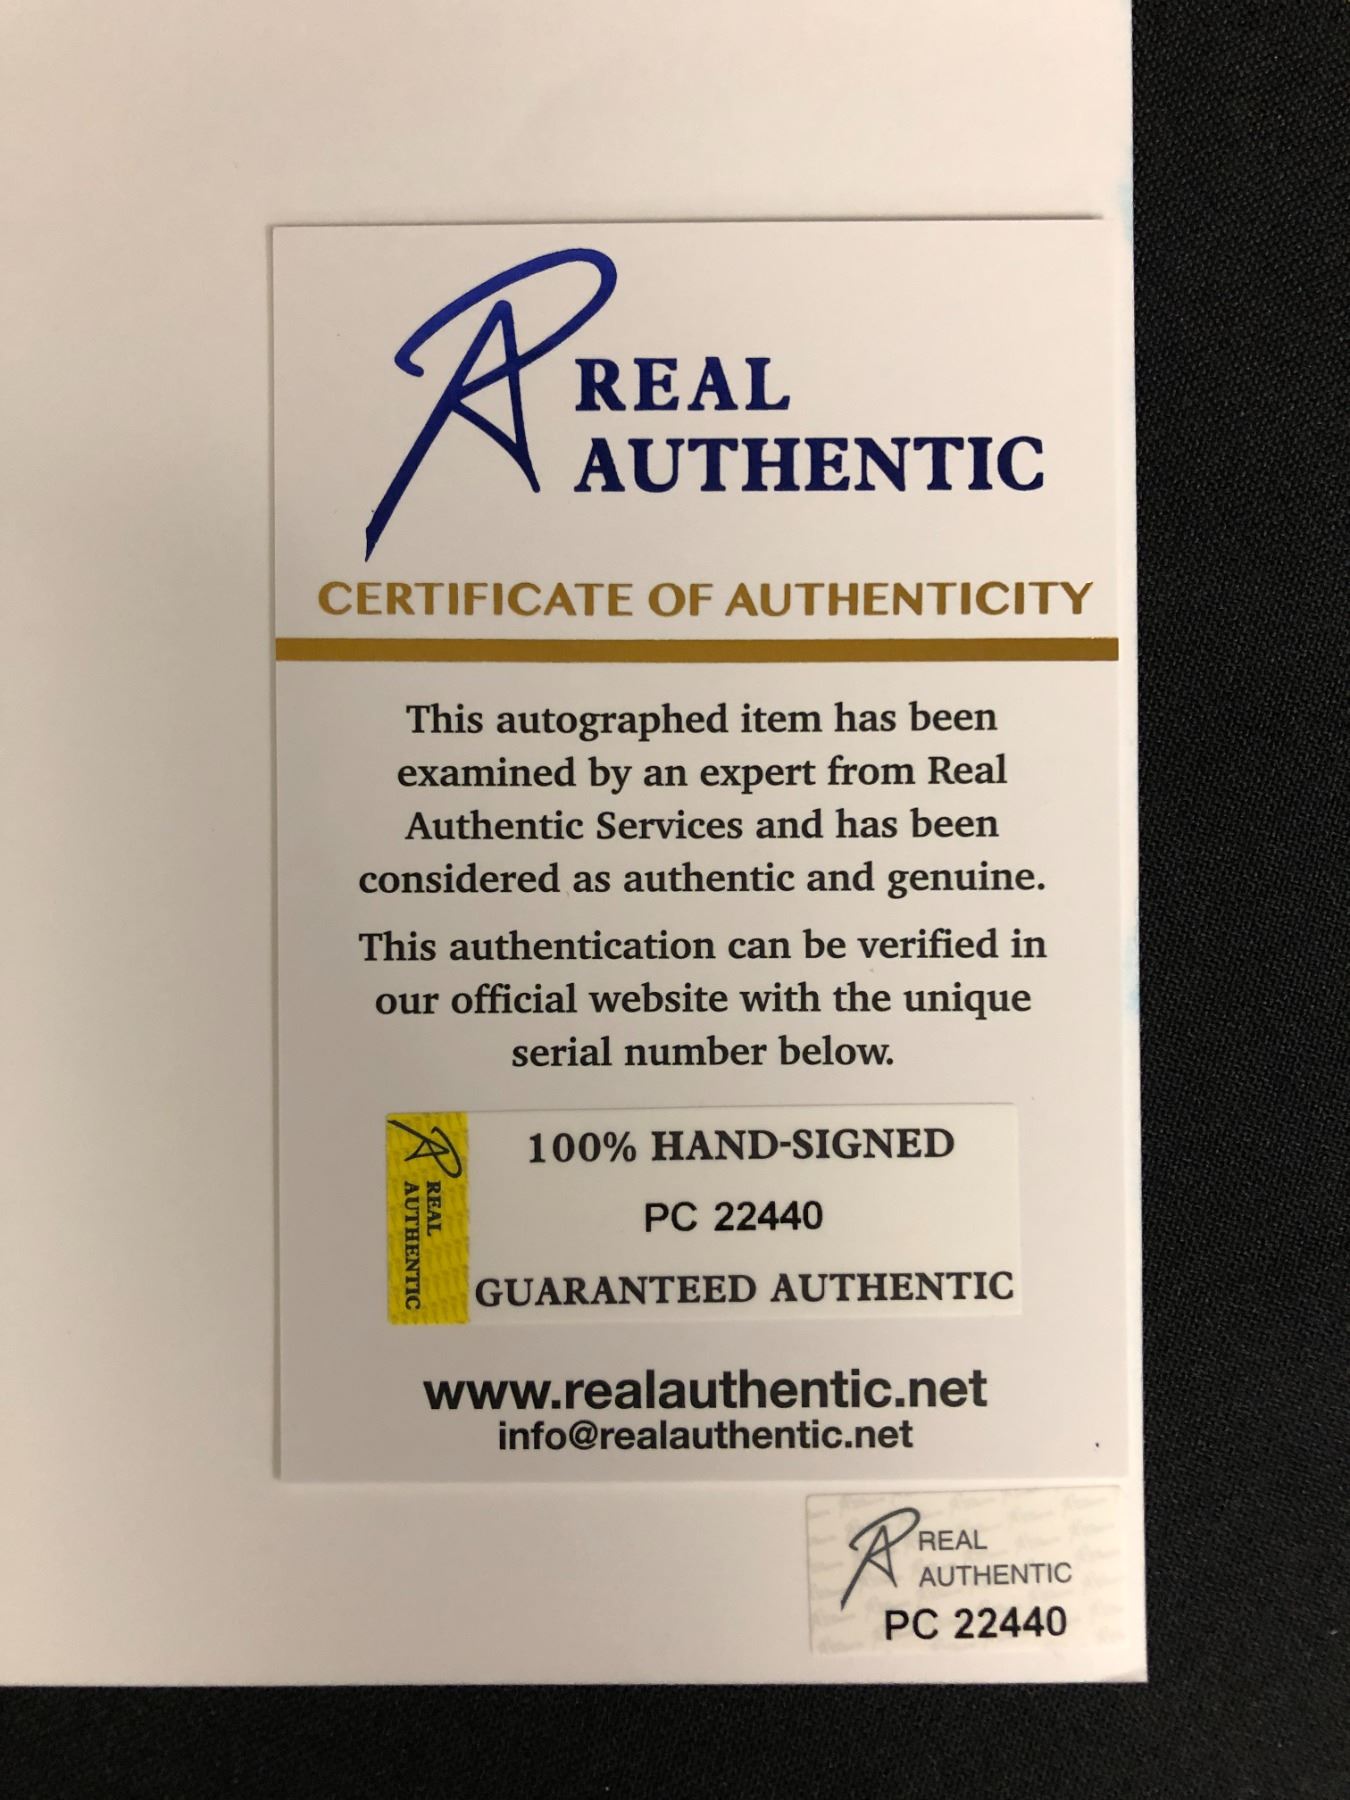 REAL
AUTHENTIC
CERTIFICATE OF AUTHENTICITY
This autographed item has been
examined by an expert from Real
Authentic Services and has been
considered as authentic and genuine.
This authentication can be verified in
our official website with the unique
serial number below.
REAL
AUTHENTIC
100% HAND-SIGNED
PC 22440
GUARANTEED AUTHENTIC
www.realauthentic.net
info@realauthentic.net
REAL
AUTHENTIC
PC 22440